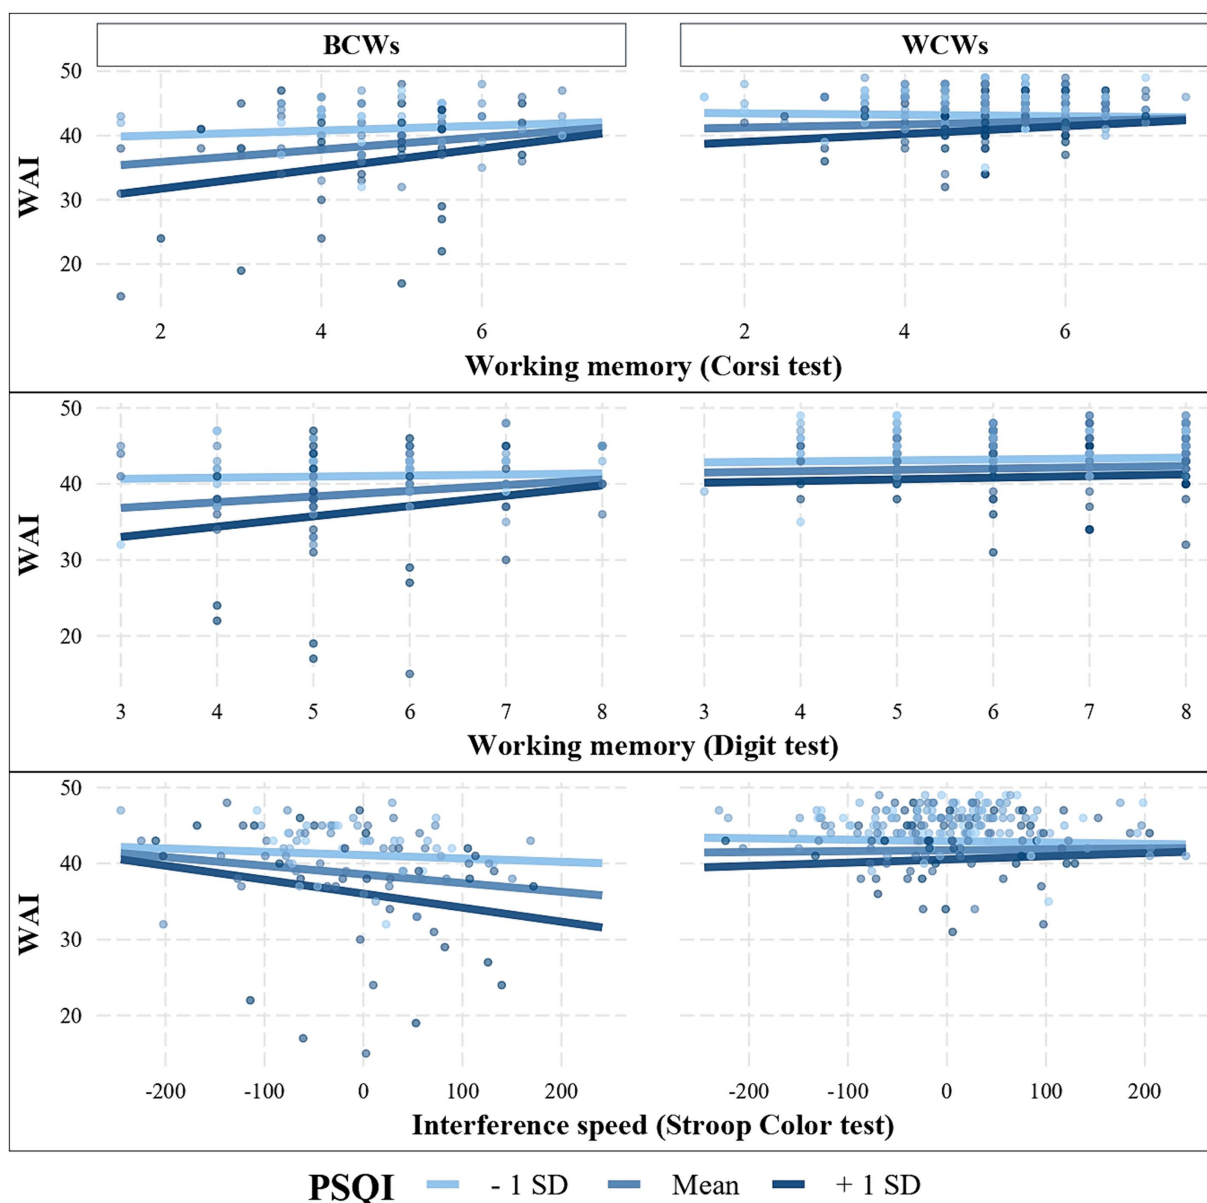 BCWs WCWs
50 
40
30
20
WAI
2 4 6 2 4 6
Working memory (Corsi test)
50
40
30
20
WAI
3 4 5 6 7 8 3 4 5 6 7 8
Working memory (Digit test)
50
40
30
20
WAI
-200 -100 0 100 200 -200 -100 0 100 200
Interference speed (Stroop Color test)
PSQI - 1 SD Mean + 1 SD